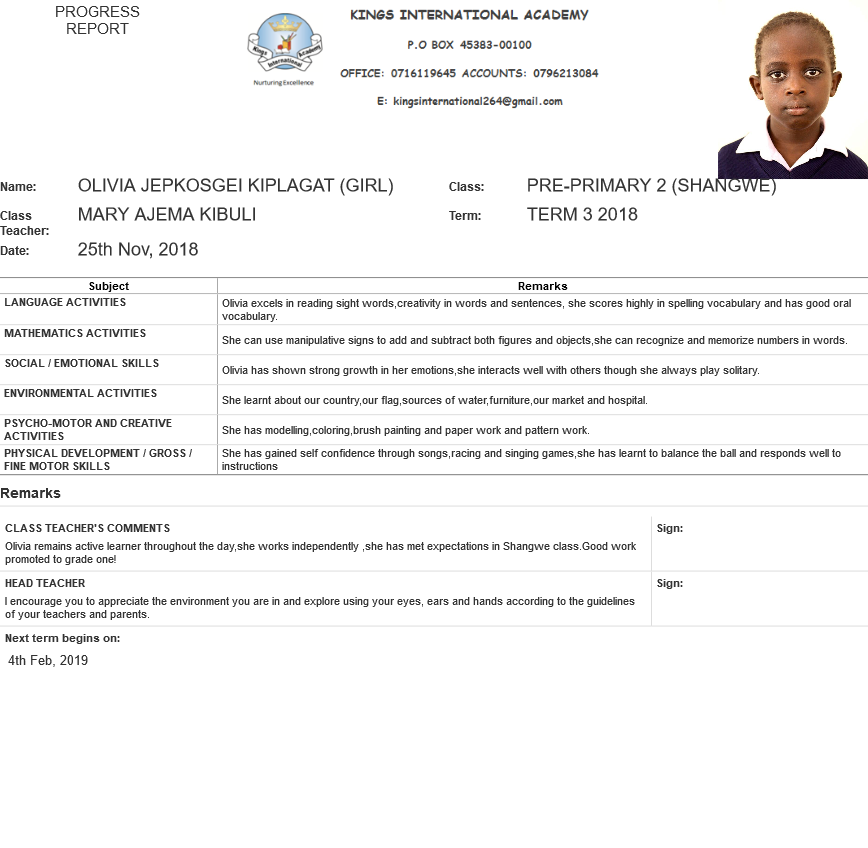 PROGRESS
REPORT
Kings International Academy
Nurturing Excellence
KINGS INTERNATIONAL ACADEMY
P.O BOX 45383-00100
OFFICE: 0716119645 ACCOUNTS: 0796213084
E: kingsinternational264@gmail.com
Name: OLIVIA JEPKOSGEI KIPLAGAT (GIRL) Class: PRE-PRIMARY 2 (SHANGWE)
Class Teacher: MARY AJEMA KIBULI Term: TERM 3 2018
Date: 25th Nov, 2018
Subject Remarks
LANGUAGE ACTIVITIES
Olivia excels in reading sight words,creativity in words and sentences, she scores highly in spelling vocabulary and has good oral
vocabulary.
MATHEMATICS ACTIVITIES
She can use manipulative signs to add and subtract both figures and objects,she can recognize and memorize numbers in words.
SOCIAL / EMOTIONAL SKILLS
Olivia has shown strong growth in her emotions,she interacts well with others though she always play solitary.
ENVIRONMENTAL ACTIVITIES
She learnt about our country,our flag,sources of water,furniture,our market and hospital.
PSYCHO-MOTOR AND CREATIVE
ACTIVITIES
She has modelling,coloring,brush painting and paper work and pattern work.
PHYSICAL DEVELOPMENT / GROSS /
FINE MOTOR SKILLS
She has gained self confidence through songs,racing and singing games,she has learnt to balance the ball and responds well to
instructions
Remarks
CLASS TEACHER'S COMMENTS
Olivia remains active learner throughout the day,she works independently ,she has met expectations in Shangwe class.Good work
promoted to grade one!
Sign:
HEAD TEACHER
I encourage you to appreciate the environment you are in and explore using your eyes, ears and hands according to the guidelines
of your teachers and parents.
Sign:
Next term begins on:
4th Feb, 2019